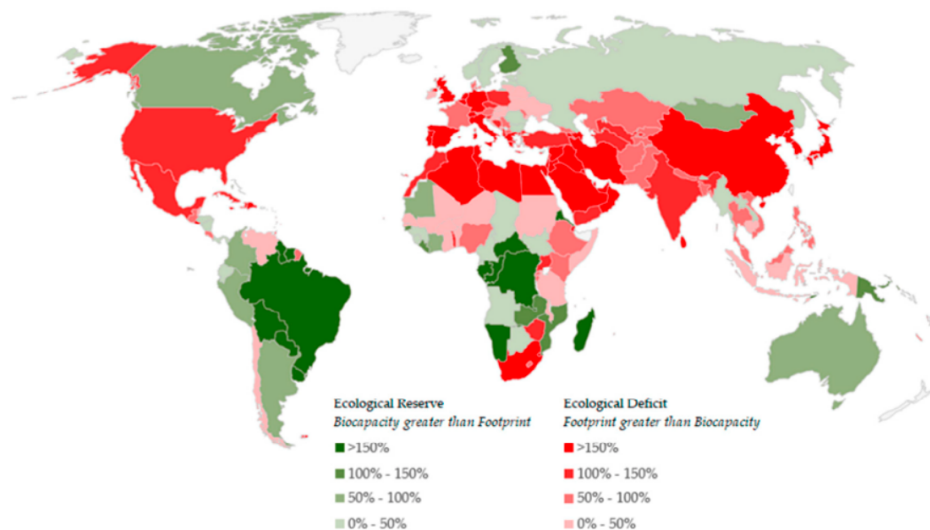 Ecological Reserve
Biocapacity greater than Footprint
>150%
100% - 150%
50% - 100%
0% - 50%
Ecological Deficit
Footprint greater than Biocapacity
>150%
100% - 150%
50% - 100%
0% - 50%